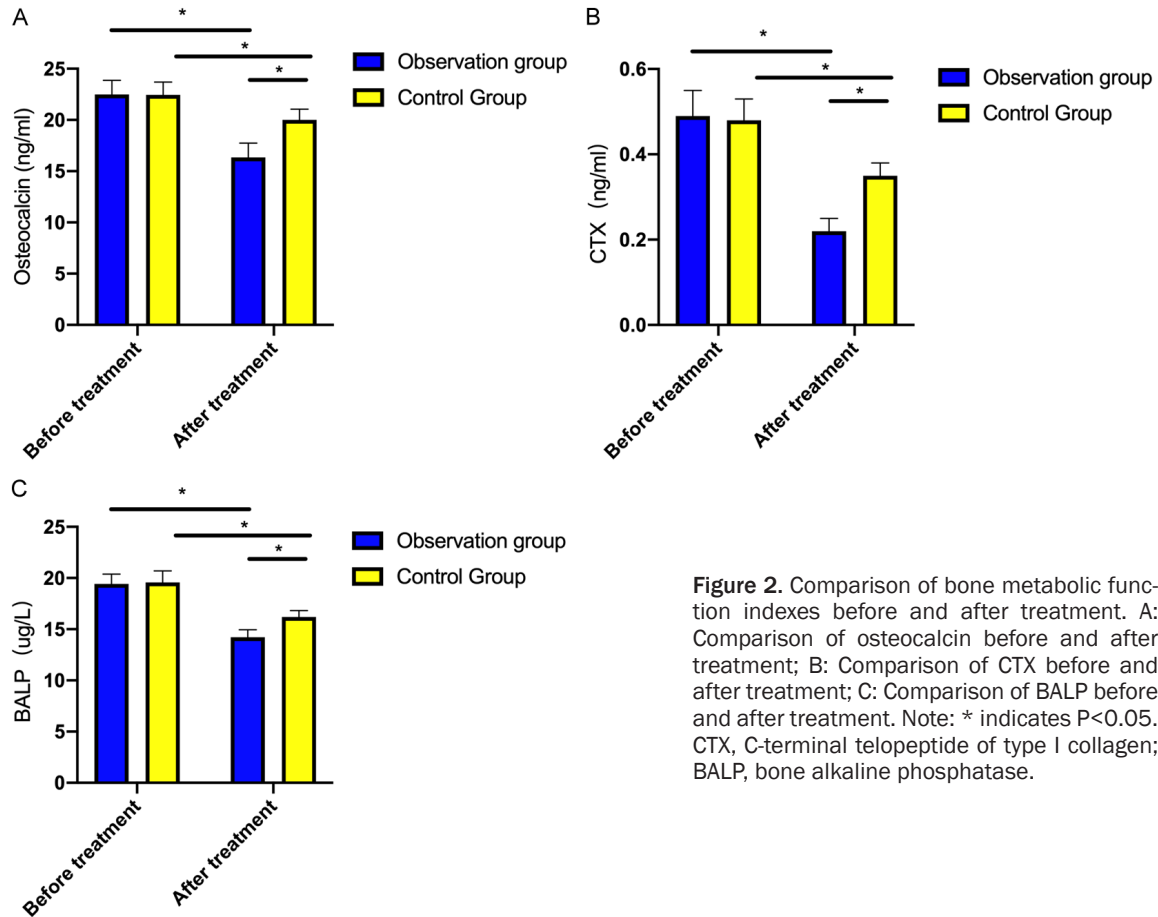 A
*
*
*
Observation group
Control Group
Osteocalcin (ng/ml)
25
20
15
10
5
0
Before treatment
After treatment
B
*
*
*
Observation group
Control Group
CTX (ng/ml)
0.6
0.4
0.2
0.0
Before treatment
After treatment
C
*
*
*
Observation group
Control Group
BALP (ug/L)
25
20
15
10
5
0
Before treatment
After treatment
Figure 2. Comparison of bone metabolic func-
tion indexes before and after treatment. A:
Comparison of osteocalcin before and after
treatment; B: Comparison of CTX before and
after treatment; C: Comparison of BALP before
and after treatment. Note: * indicates P<0.05.
CTX, C-terminal telopeptide of type I collagen;
BALP, bone alkaline phosphatase.